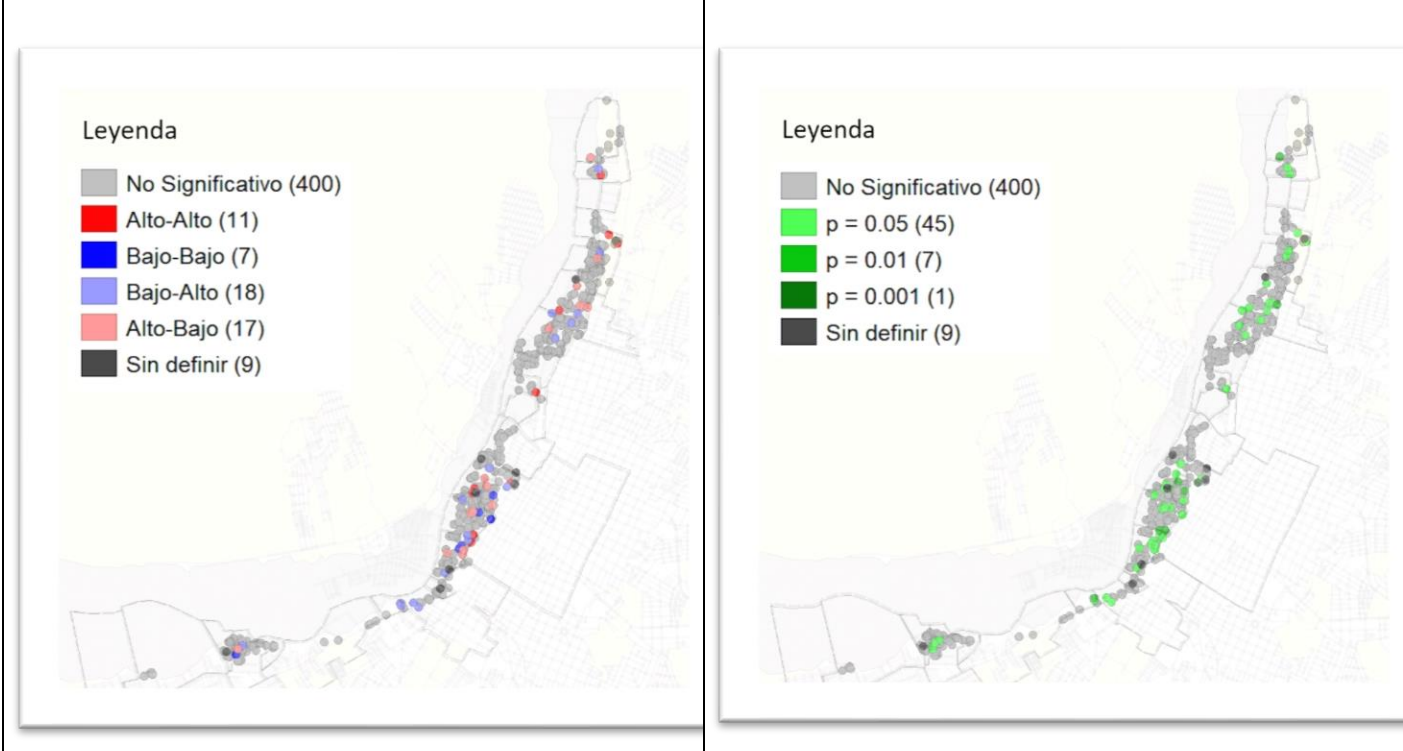 Leyenda
No Significativo (400)
Alto-Alto (11)
Bajo-Bajo (7)
Bajo-Alto (18)
Alto-Bajo (17)
Sin definir (9)
Leyenda
No Significativo (400)
p = 0.05 (45)
p = 0.01 (7)
p = 0.001 (1)
Sin definir (9)